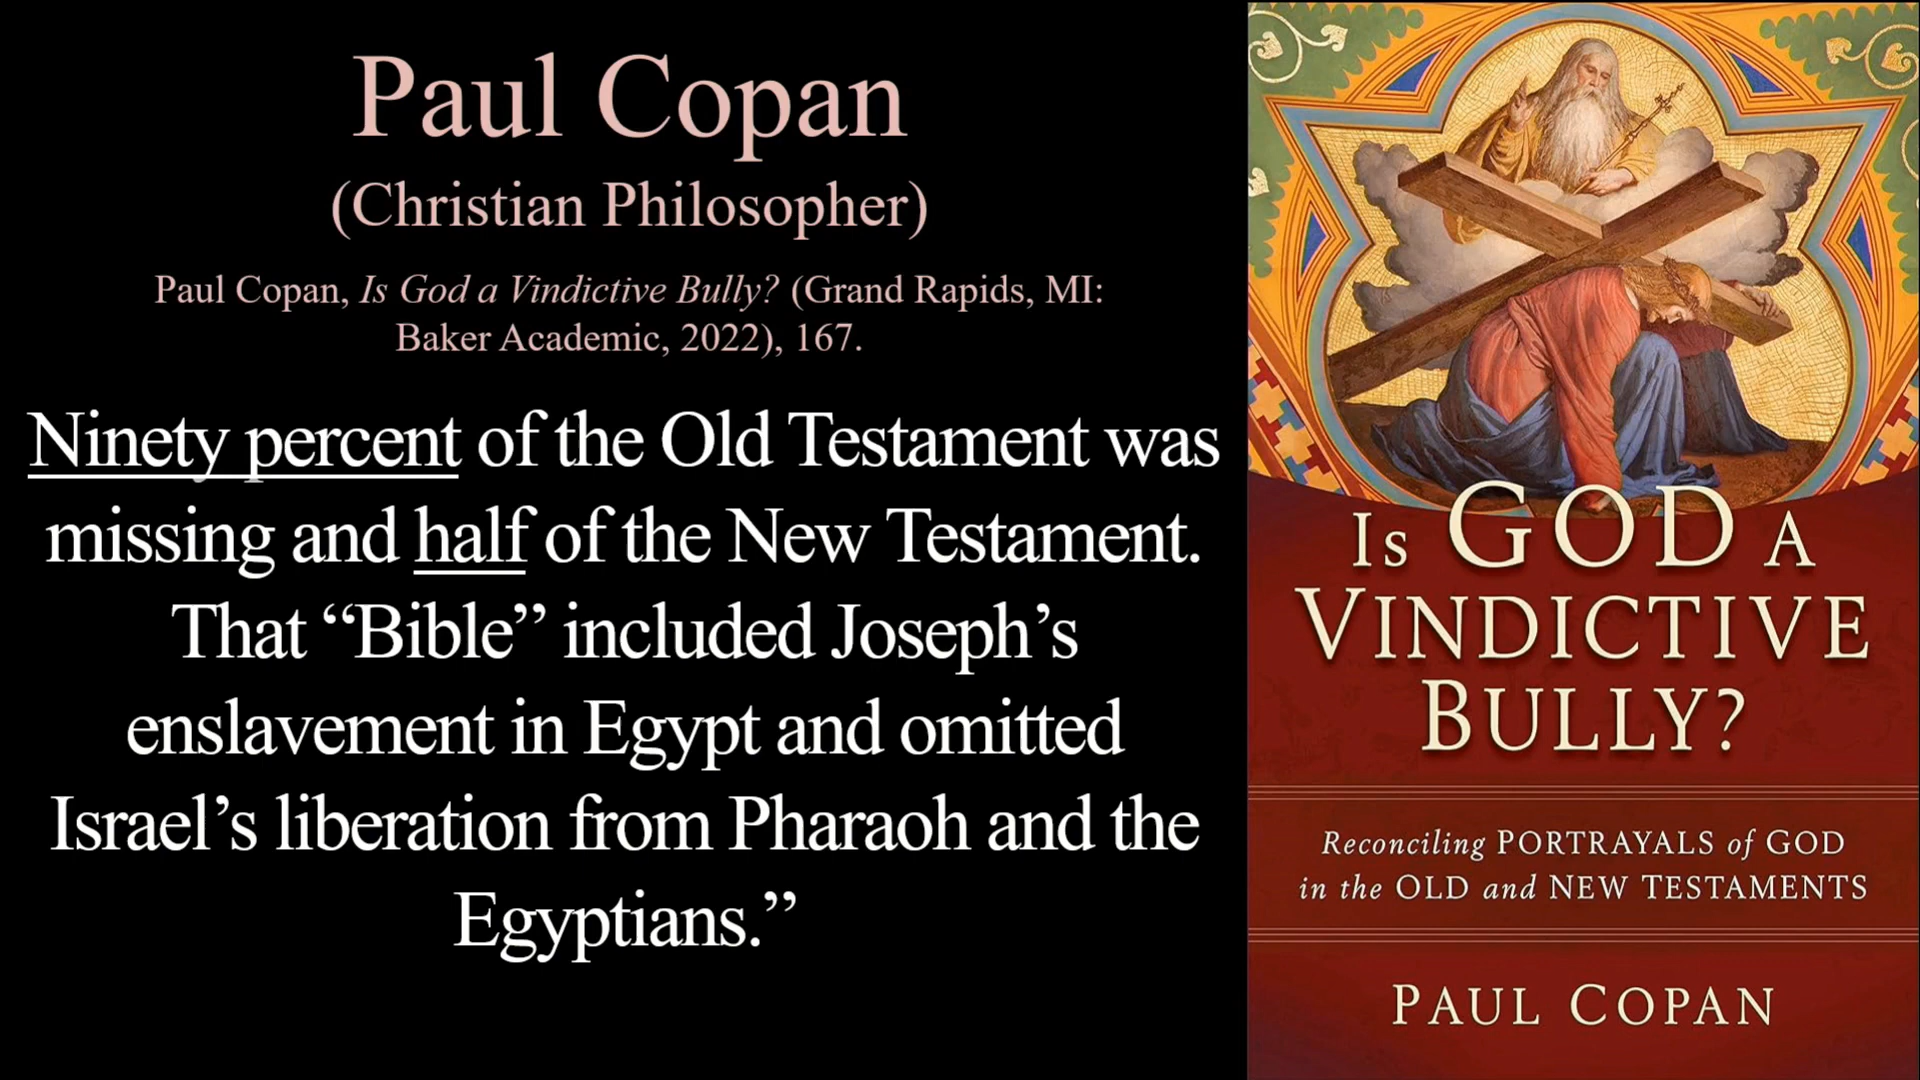 Paul Copan
(Christian Philosopher)
Paul Copan, Is God a Vindictive Bully? (Grand Rapids, MI:
Baker Academic, 2022), 167.
Ninety percent of the Old Testament was
missing and half of the New Testament.
That “Bible” included Joseph’s
enslavement in Egypt and omitted
Israel’s liberation from Pharaoh and the
Egyptians.”
Is GOD A
VINDICTIVE
BULLY?
Reconciling PORTRAYALS of GOD
in the OLD and NEW TESTAMENTS
PAUL COPAN